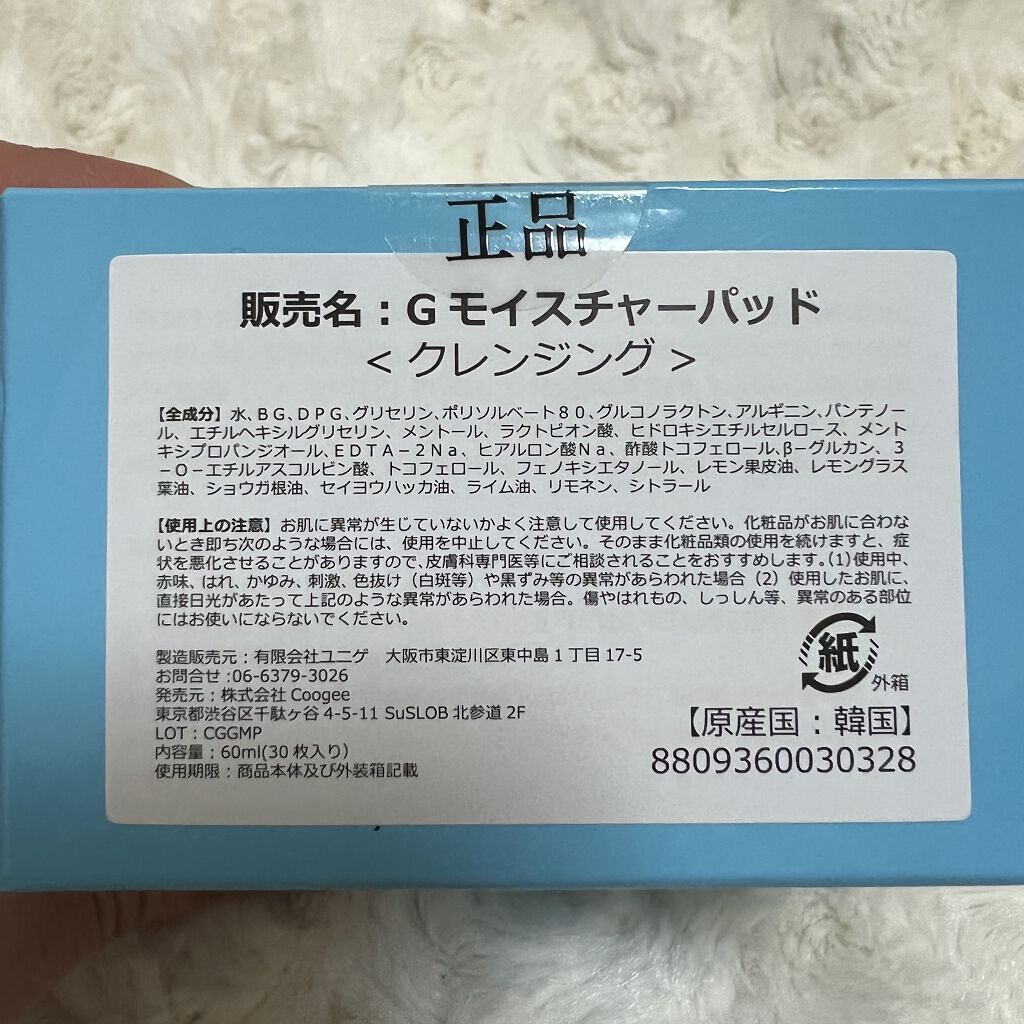 正品
販売名：G モイスチャーパッド
< クレンジング >
【全成分】水、ＢＧ、ＤＰＧ、グリセリン、ポリソルベート８０、グルコノラクトン、アルギニン、パンテノー
ル、エチルヘキシルグリセリン、メントール、ラクトビオン酸、ヒドロキシエチルセルロース、メント
キシプロパンジオール、ＥＤＴＡ－２Ｎａ、ヒアルロン酸Ｎａ、酢酸トコフェロール、β－グルカン、３
－Ｏ－エチルアスコルビン酸、トコフェロール、フェノキシエタノール、レモン果皮油、レモングラス
葉油、ショウガ根油、セイヨウハッカ油、ライム油、リモネン、シトラール
【使用上の注意】お肌に異常が生じていないかよく注意して使用してください。化粧品がお肌に合わな
いとき即ち次のような場合には、使用を中止してください。そのまま化粧品類の使用を続けますと、症
状を悪化させることがありますので、皮膚科専門医等にご相談されることをおすすめします。(1)使用中、
赤味、はれ、かゆみ、刺激、色抜け（白斑等）や黒ずみ等の異常があらわれた場合（2）使用したお肌に、
直接日光があたって上記のような異常があらわれた場合。傷やはれもの、しっしん等、異常のある部位
にはお使いにならないでください。
製造販売元：有限会社ユニゲ　大阪市東淀川区東中島1丁目17-5
お問合せ:06-6379-3026
発売元：株式会社Coogee
東京都渋谷区千駄ヶ谷4-5-11 SuSLOB 北参道2F
LOT：CGGMP
内容量：60ml(30枚入り)
使用期限：商品本体及び外装箱記載
紙
外箱
【原産国：韓国】
8809360030328